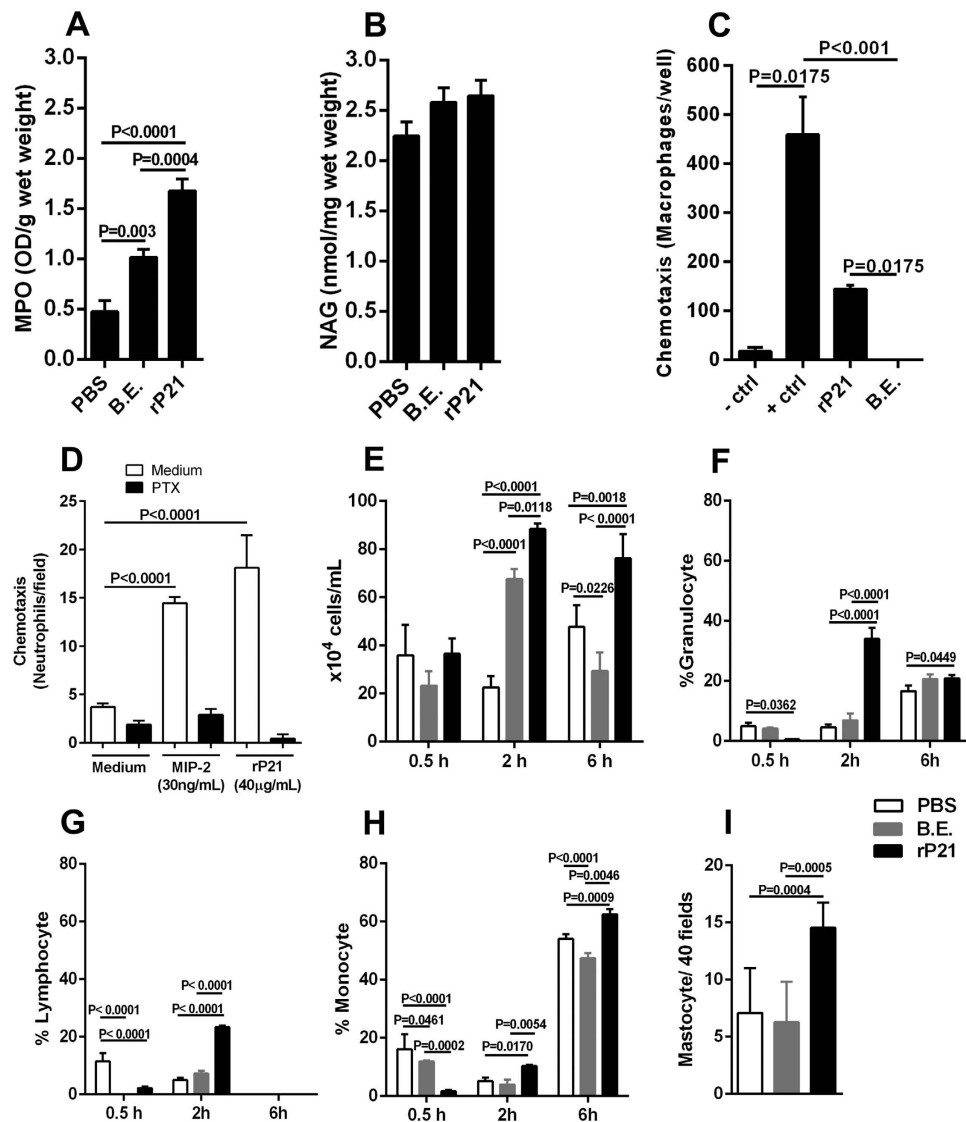 A
MPO (OD/g wet weight)
3.0
2.5
2.0
1.5
1.0
0.5
0.0
P<0.0001
P=0.0004
P=0.003
PBS
B.E.
rP21
B
NAG (nmol/mg wet weight)
3.0
2.5
2.0
1.5
1.0
0.5
0.0
PBS
B.E.
rP21
C
Chemotaxis (Macrophages/well)
600
500
400
300
200
100
0
P<0.001
P=0.0175
P=0.0175
- ctrl
+ ctrl
rP21
B.E.
D
Medium
PTX
Chemotaxis
(Neutrophils/field)
25
20
15
10
5
0
P<0.0001
P<0.0001
Medium
MIP-2
(30ng/mL)
rP21
(40µg/mL)
E
x10⁴ cells/mL
100
80
60
40
20
0
P<0.0001
P=0.0118
P<0.0001
P=0.0018
P< 0.0001
P=0.0226
0.5 h
2 h
6 h
F
%Granulocyte
80
60
40
20
0
P=0.0362
P<0.0001
P<0.0001
P=0.0449
0.5 h
2h
6h
G
% Lymphocyte
80
60
40
20
0
P< 0.0001
P< 0.0001
P< 0.0001
P< 0.0001
0.5 h
2h
6h
H
% Monocyte
80
60
40
20
0
P<0.0001
P=0.0461
P=0.0002
P=0.0054
P=0.0170
P<0.0001
P=0.0046
P=0.0009
0.5 h
2h
6h
PBS
B.E.
rP21
I
Mastocyte/ 40 fields
20
15
10
5
0
P=0.0005
P=0.0004